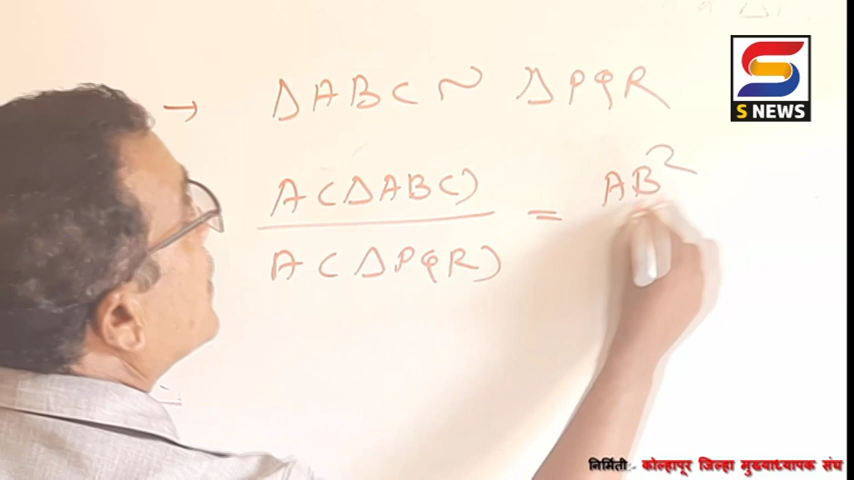 S NEWS
→ ΔABC ~ ΔPQR
A(ΔABC)
A(ΔPQR)
= AB²
निर्मिती - कोल्हापूर जिल्हा मुख्याध्यापक संघ